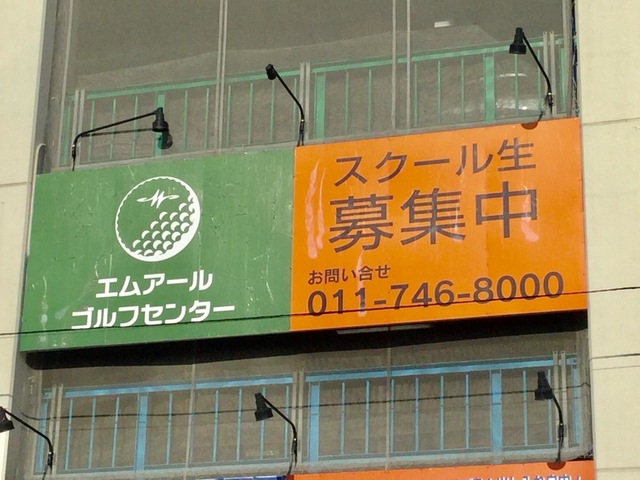 エムアール
ゴルフセンター
スクール生
募集中
お問い合せ
011-746-8000